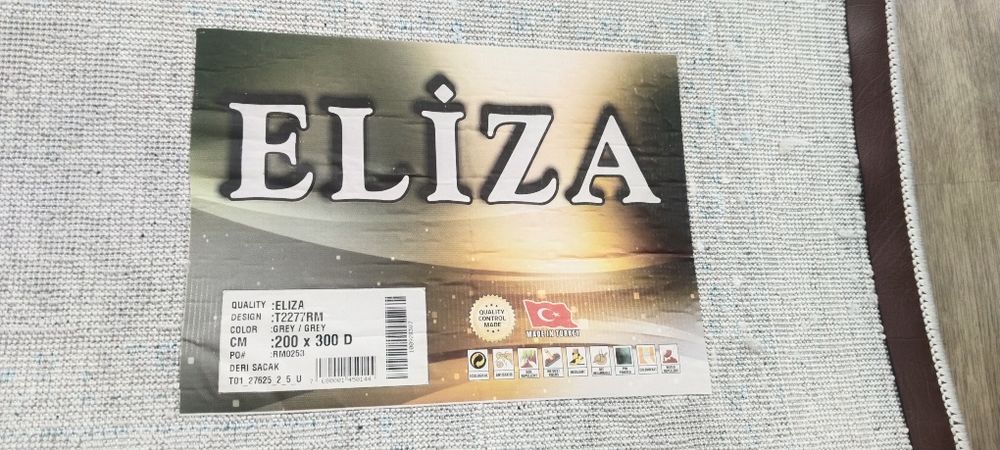 ELİZA
QUALITY :ELIZA
DESIGN :T2277RM
COLOR :GREY / GREY
CM :200 x 300 D
PO# :RM0253
DERI SACAK
T01_27625_2_5 U
QUALITY
CONTROL
MADE
MADE IN TURKEY